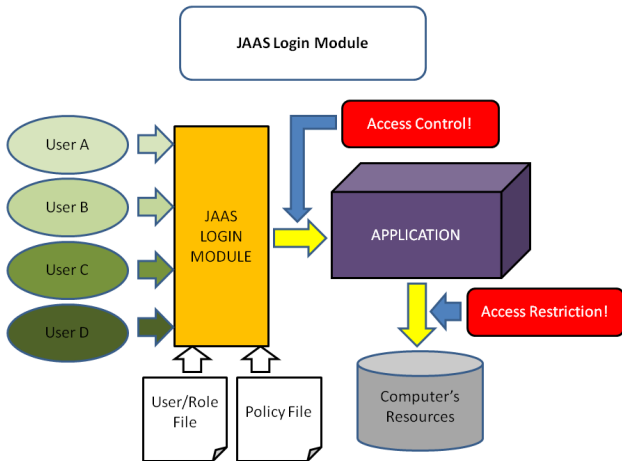 JAAS Login Module
Access Control!
User A
User B
User C
User D
JAAS
LOGIN
MODULE
APPLICATION
Access Restriction!
User/Role
File
Policy File
Computer's
Resources